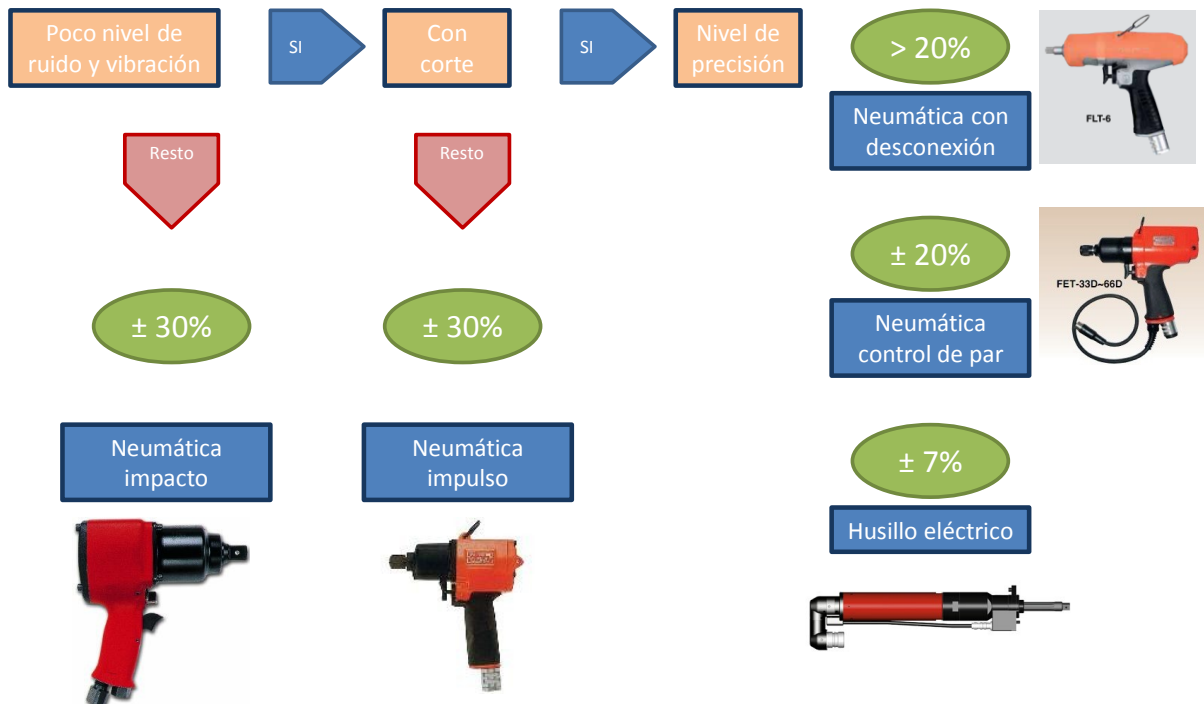 Poco nivel de
ruido y vibración
SI
Con
corte
SI
Nivel de
precisión
> 20%
Neumática con
desconexión
FLT-6
Resto
Resto
± 20%
Neumática
control de par
FET-33D~66D
± 30%
± 30%
Neumática
impacto
Neumática
impulso
± 7%
Husillo eléctrico